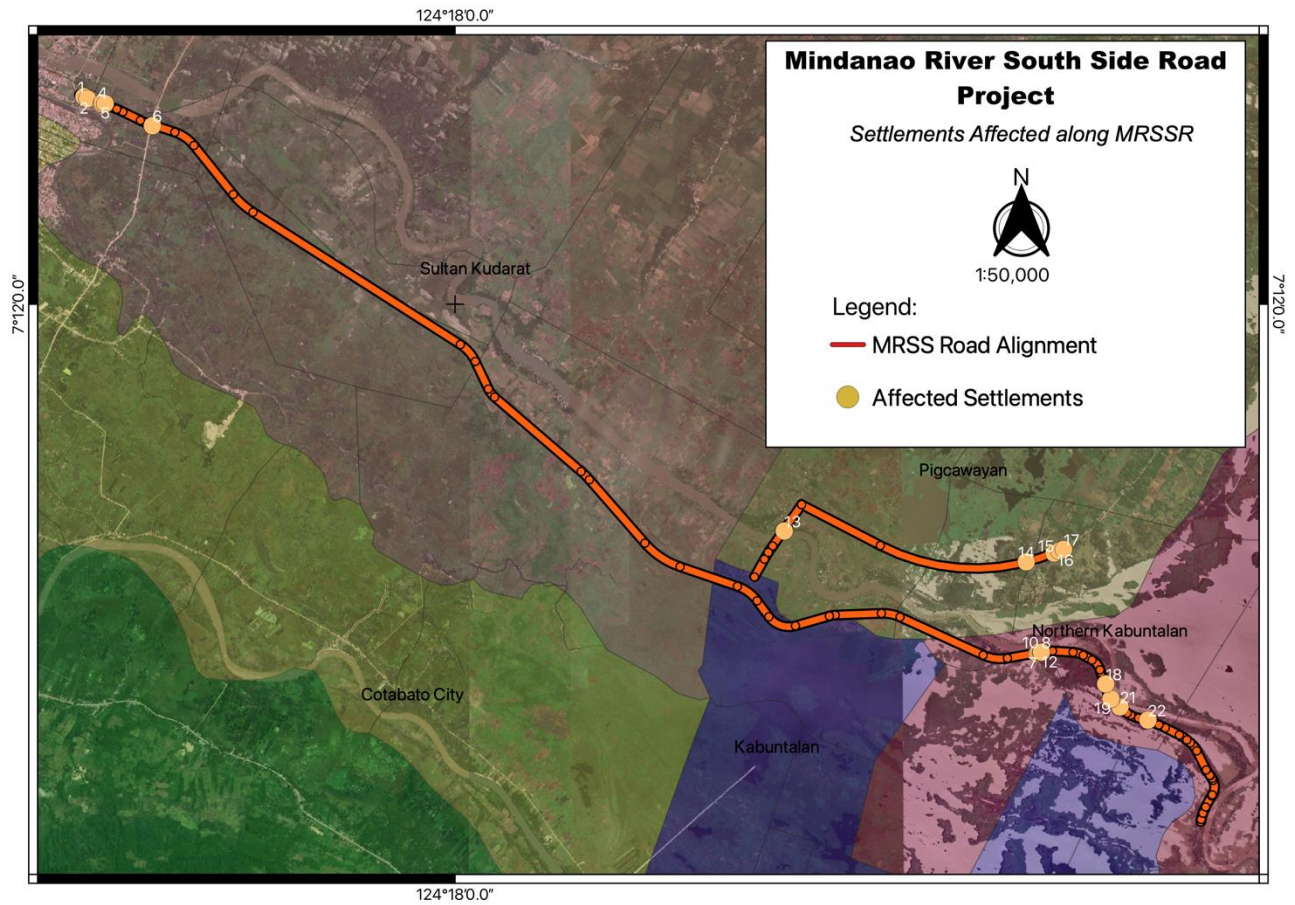 124°18'0.0"
Mindanao River South Side Road
Project
Settlements Affected along MRSSR
N
1:50,000
Legend:
MRSS Road Alignment
Affected Settlements
1
4
2
5
6
Sultan Kudarat
7°12'0.0"
7°12'0.0"
Pigcawayan
13
14
15
17
16
Northern Kabuntalan
10
8
7
12
18
Cotabato City
19
21
22
Kabuntalan
124°18'0.0"